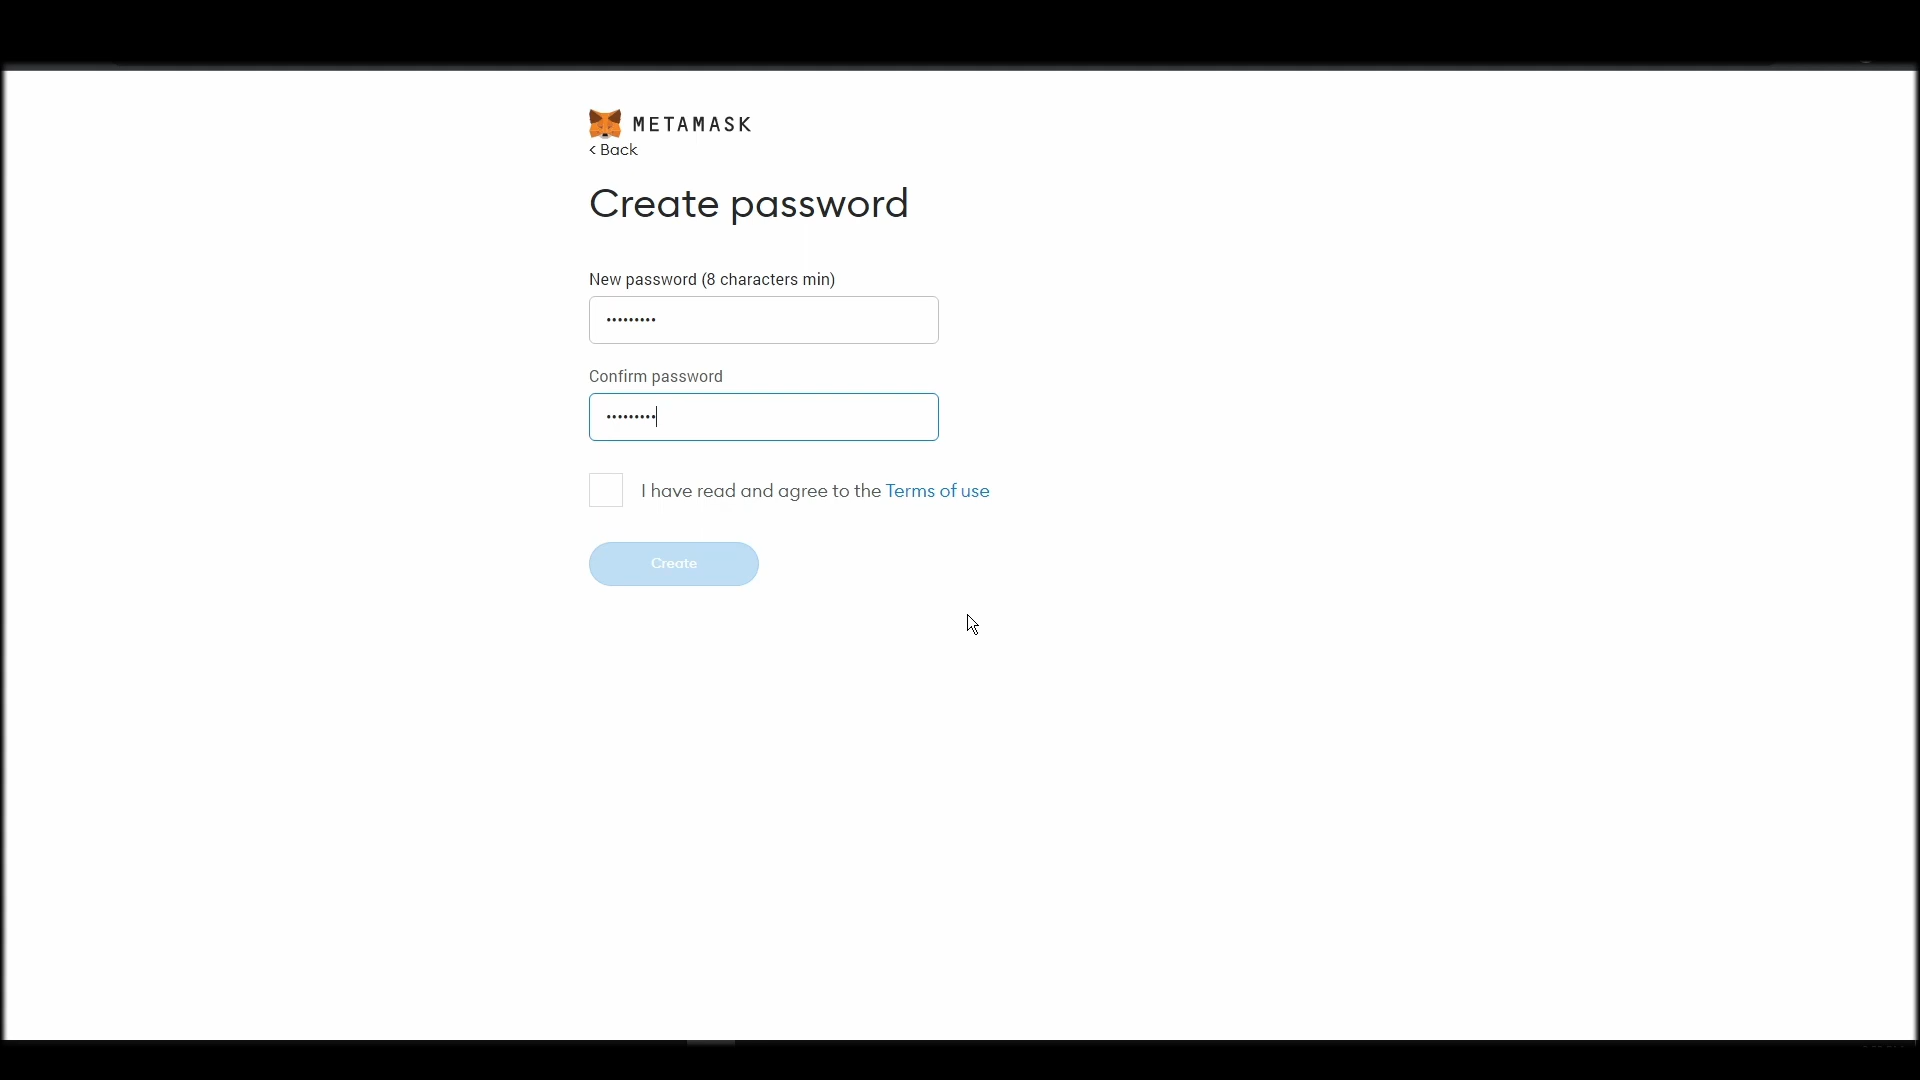 METAMASK
< Back
Create password
New password (8 characters min)
•••••••••
Confirm password
•••••••••
I have read and agree to the Terms of use
Create